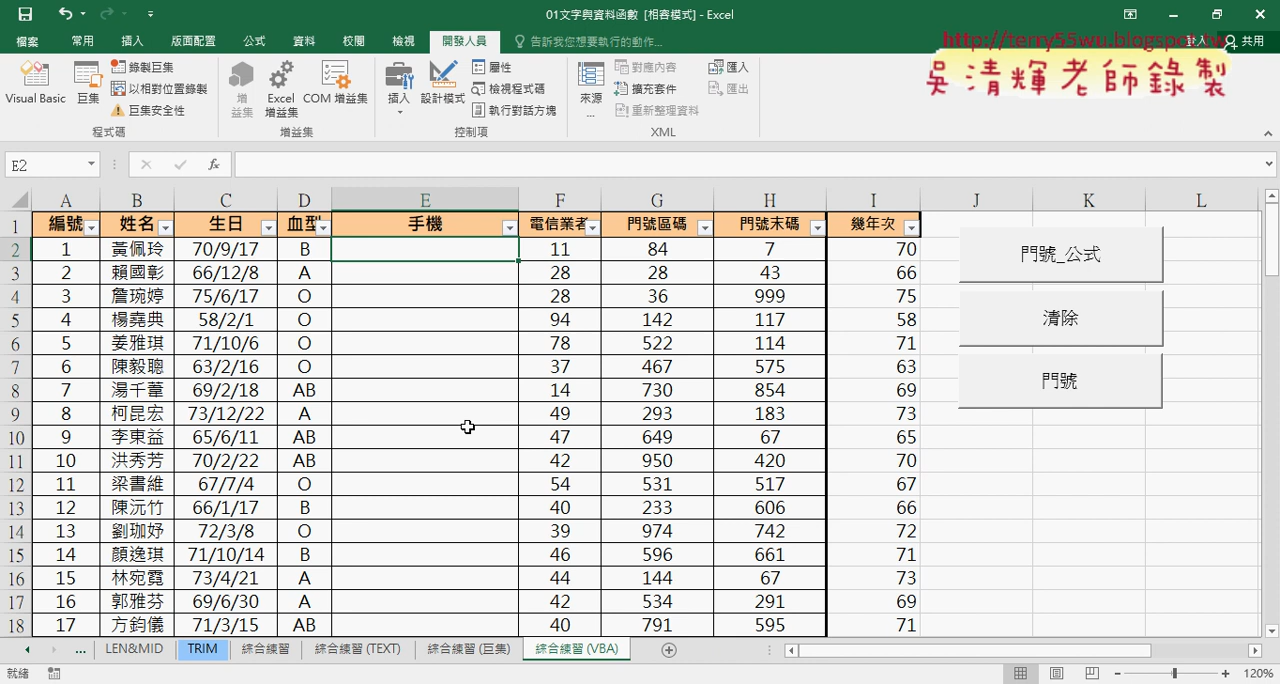 01文字與資料函數 [相容模式] - Excel
檔案 常用 插入 版面配置 公式 資料 校閱 檢視 開發人員 告訴我您想要執行的動作... 登入 共用
http://terry55wu.blogspot.tw
吳清輝老師錄製
Visual Basic 巨集 錄製巨集 以相對位置錄製 巨集安全性 增益集 Excel 增益集 COM 增益集 插入 設計模式 屬性 檢視程式碼 執行對話方塊 來源... 對應內容 擴充套件 重新整理資料 匯入 匯出
程式碼 增益集 控制項 XML
E2 fx
A B C D E F G H I J K L
1 編號 姓名 生日 血型 手機 電信業者 門號區碼 門號末碼 幾年次
2 1 黃佩玲 70/9/17 B 11 84 7 70
3 2 賴國彰 66/12/8 A 28 28 43 66
4 3 詹琬婷 75/6/17 O 28 36 999 75
5 4 楊堯典 58/2/1 O 94 142 117 58
6 5 姜雅琪 71/10/6 O 78 522 114 71
7 6 陳毅聰 63/2/16 O 37 467 575 63
8 7 湯千蕙 69/2/18 AB 14 730 854 69
9 8 柯昆宏 73/12/22 A 49 293 183 73
10 9 李東益 65/6/11 AB 47 649 67 65
11 10 洪秀芳 70/2/22 AB 42 950 420 70
12 11 梁書維 67/7/4 O 54 531 517 67
13 12 陳沅竹 66/1/17 B 40 233 606 66
14 13 劉珈妤 72/3/8 O 39 974 742 72
15 14 顏逸琪 71/10/14 B 46 596 661 71
16 15 林宛霓 73/4/21 A 44 144 67 73
17 16 郭雅芬 69/6/30 A 42 534 291 69
18 17 方鈞儀 71/3/15 AB 40 791 595 71
門號_公式
清除
門號
... LEN&MID TRIM 綜合練習 綜合練習 (TEXT) 綜合練習 (巨集) 綜合練習 (VBA)
就緒 120%